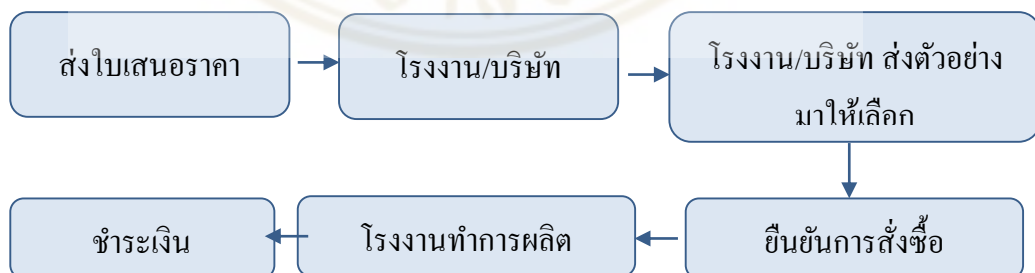 ส่งใบเสนอราคา
โรงงาน/บริษัท
โรงงาน/บริษัท ส่งตัวอย่าง
มาให้เลือก
ยืนยันการสั่งซื้อ
โรงงานทำการผลิต
ชำระเงิน